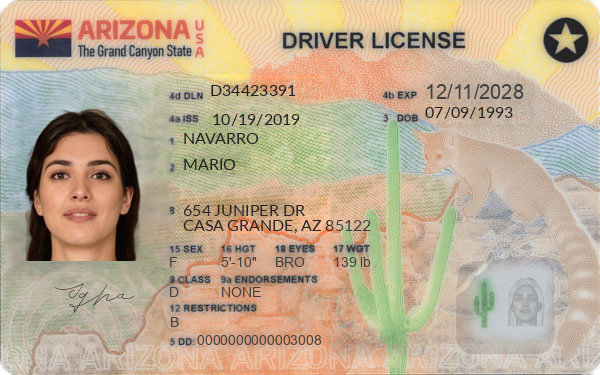 ARIZONA USA
The Grand Canyon State
DRIVER LICENSE
4d DLN D34423391
4b EXP 12/11/2028
4a ISS 10/19/2019
3 DOB 07/09/1993
1 NAVARRO
2 MARIO
8 654 JUNIPER DR
CASA GRANDE, AZ 85122
15 SEX 16 HGT 18 EYES 17 WGT
F 5'-10" BRO 139 lb
9 CLASS 9a ENDORSEMENTS
D NONE
12 RESTRICTIONS
B
5 DD: 0000000000003008
ARIZONA ARIZONA ARIZONA ARIZONA